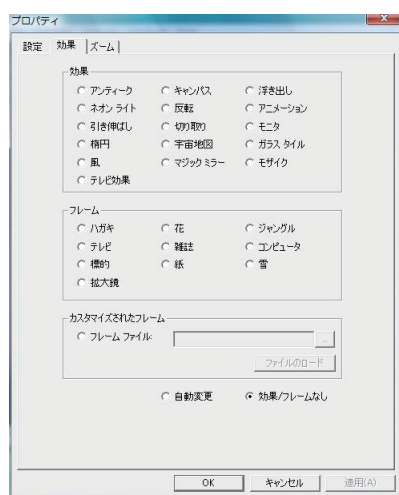 プロパティ
設定 効果 ズーム
効果
アンティーク キャンバス 浮き出し
ネオン ライト 反転 アニメーション
引き伸ばし 切り取り モニタ
楕円 宇宙地図 ガラス タイル
風 マジック ミラー モザイク
テレビ効果
フレーム
ハガキ 花 ジャングル
テレビ 雑誌 コンピュータ
標的 紙 雪
拡大鏡
カスタマイズされたフレーム
フレーム ファイル: ...
ファイルのロード
自動変更 効果/フレームなし
OK キャンセル 適用(A)